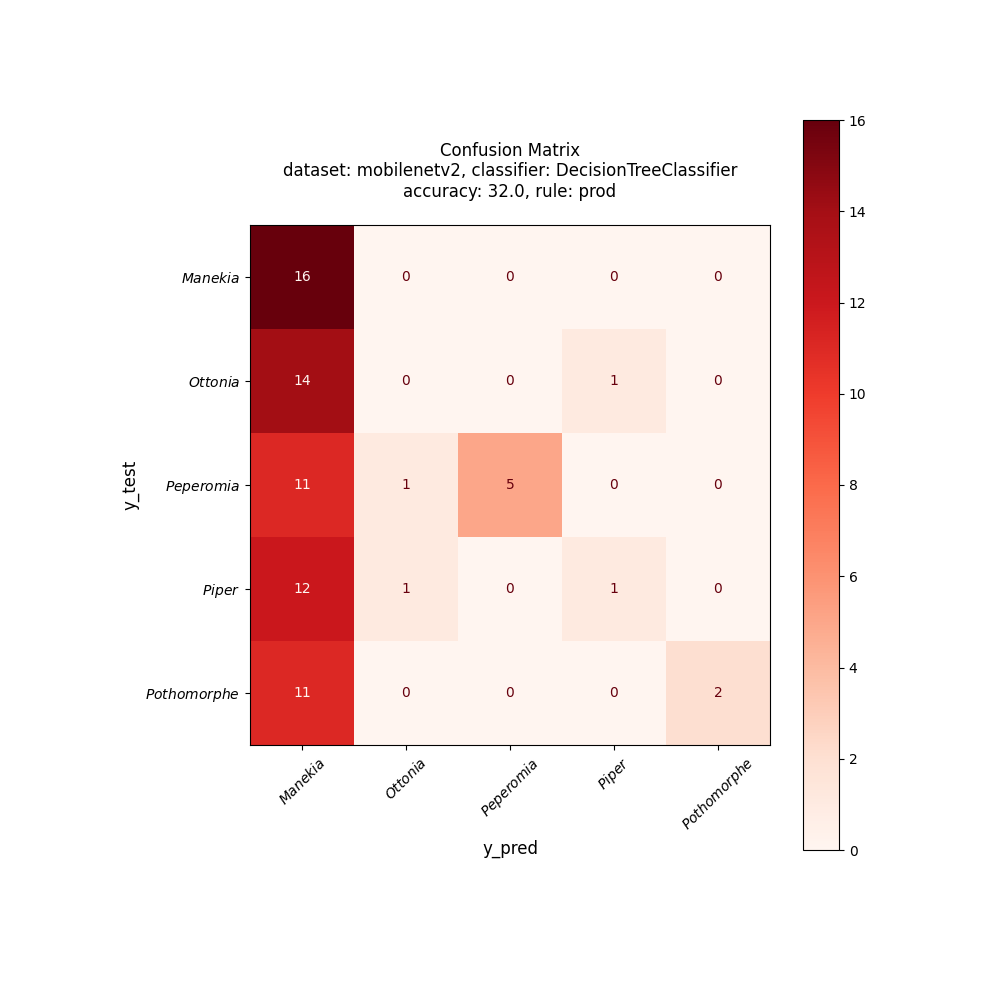 Confusion Matrix
dataset: mobilenetv2, classifier: DecisionTreeClassifier
accuracy: 32.0, rule: prod
y_test
Manekia 16 0 0 0 0
Ottonia 14 0 0 1 0
Peperomia 11 1 5 0 0
Piper 12 1 0 1 0
Pothomorphe 11 0 0 0 2
Manekia Ottonia Peperomia Piper Pothomorphe
y_pred
16
14
12
10
8
6
4
2
0